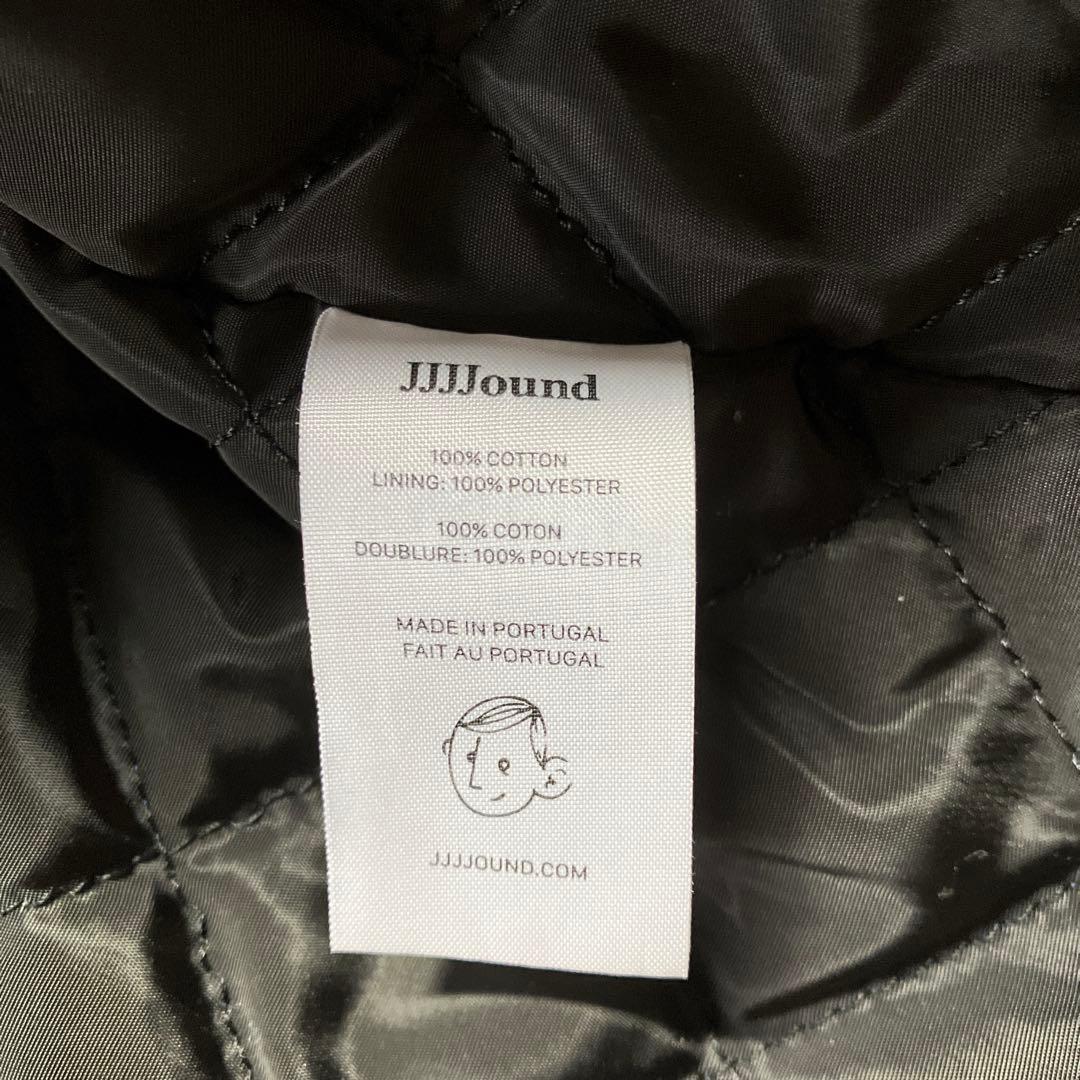 JJJJound
100% COTTON
LINING: 100% POLYESTER
100% COTON
DOUBLURE: 100% POLYESTER
MADE IN PORTUGAL
FAIT AU PORTUGAL
JJJJOUND.COM